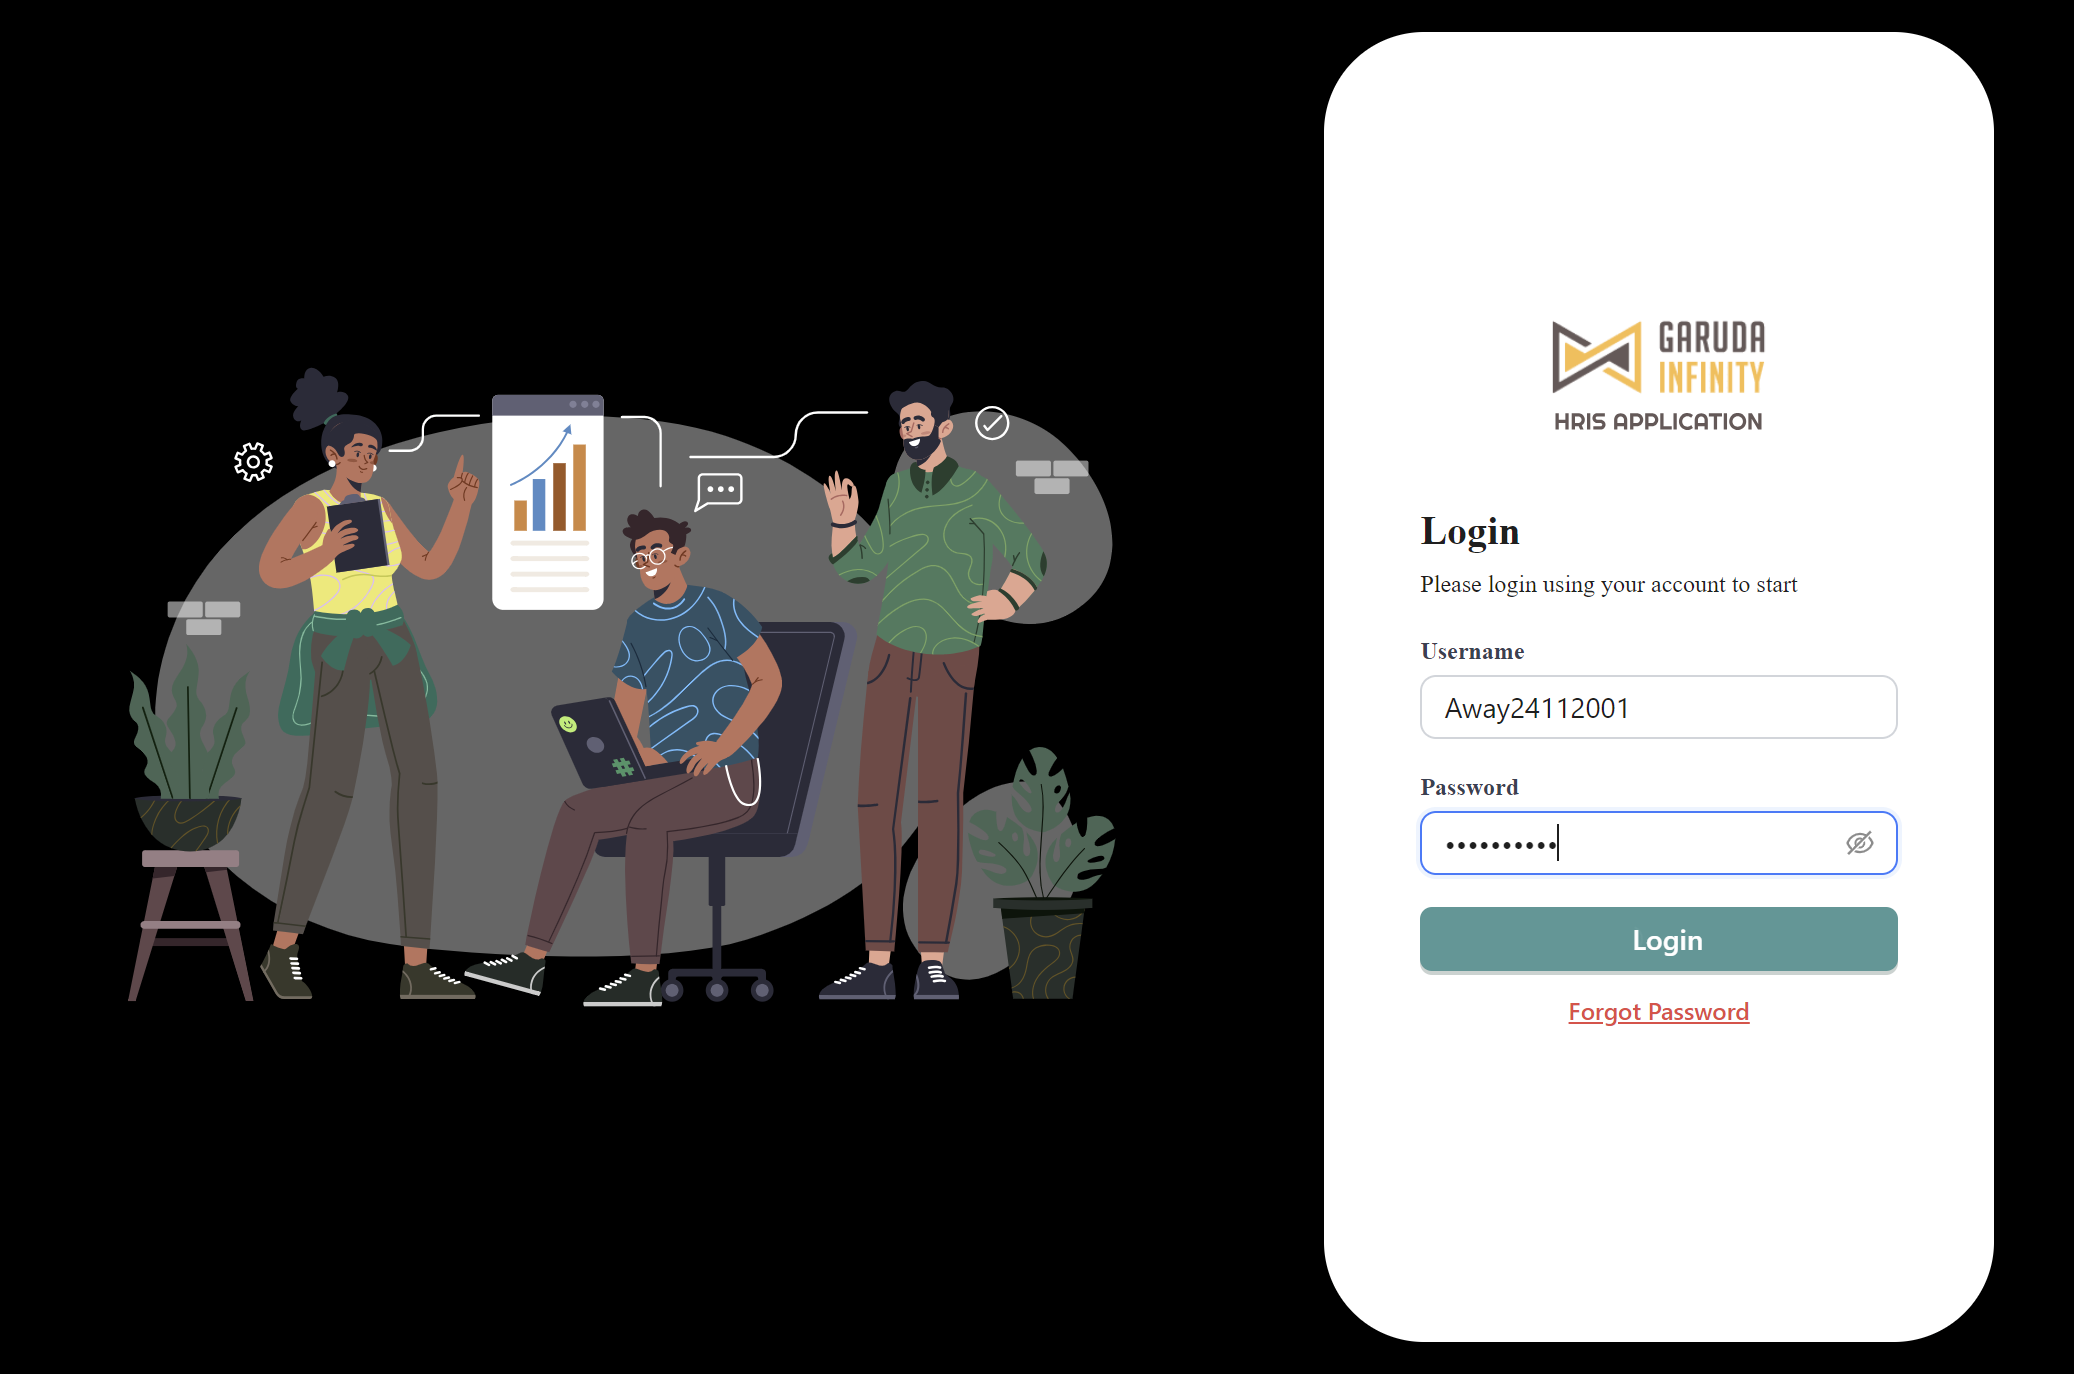 GARUDA
INFINITY
HRIS APPLICATION
Login
Please login using your account to start
Username
Away24112001
Password
••••••••••
Login
Forgot Password